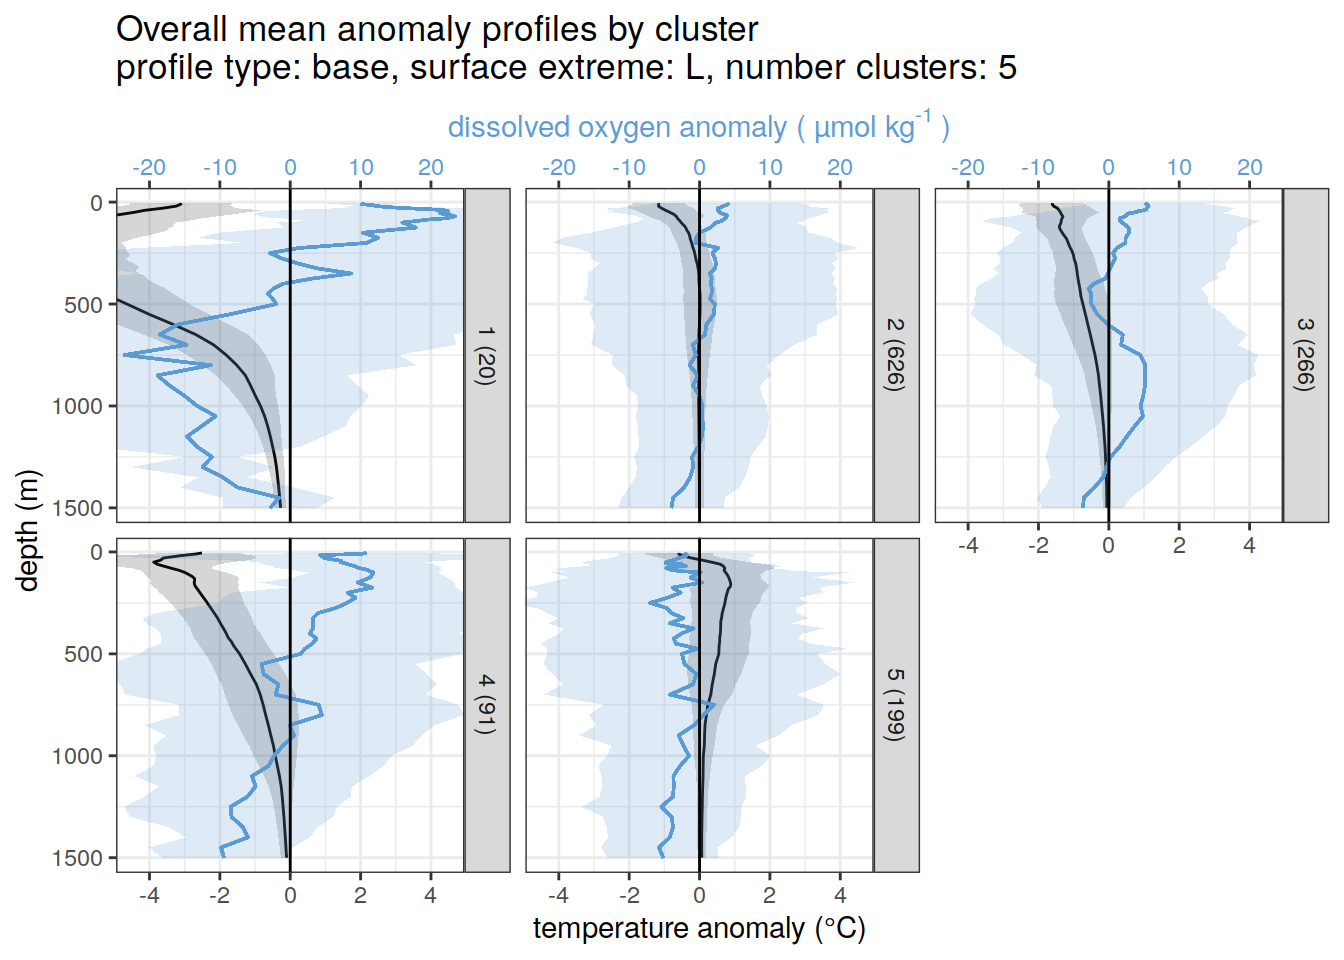 Overall mean anomaly profiles by cluster
profile type: base, surface extreme: L, number clusters: 5
dissolved oxygen anomaly ( µmol kg-1 )
-20 -10 0 10 20
-20 -10 0 10 20
-20 -10 0 10 20
0
500
1000
1500
1 (20)
2 (626)
3 (266)
-4 -2 0 2 4
depth (m)
0
500
1000
1500
4 (91)
5 (199)
-4 -2 0 2 4
-4 -2 0 2 4
temperature anomaly (°C)